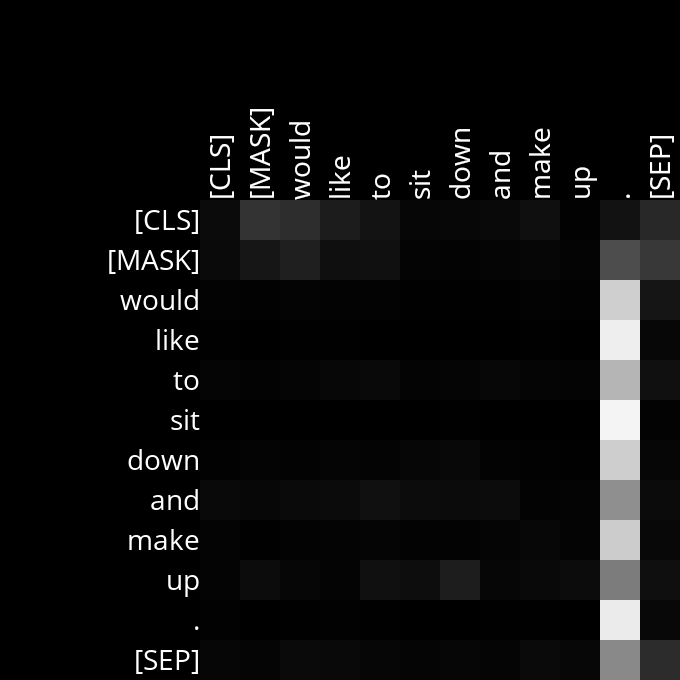 [CLS] [MASK] would like to sit down and make up . [SEP]
[CLS]
[MASK]
would
like
to
sit
down
and
make
up
.
[SEP]